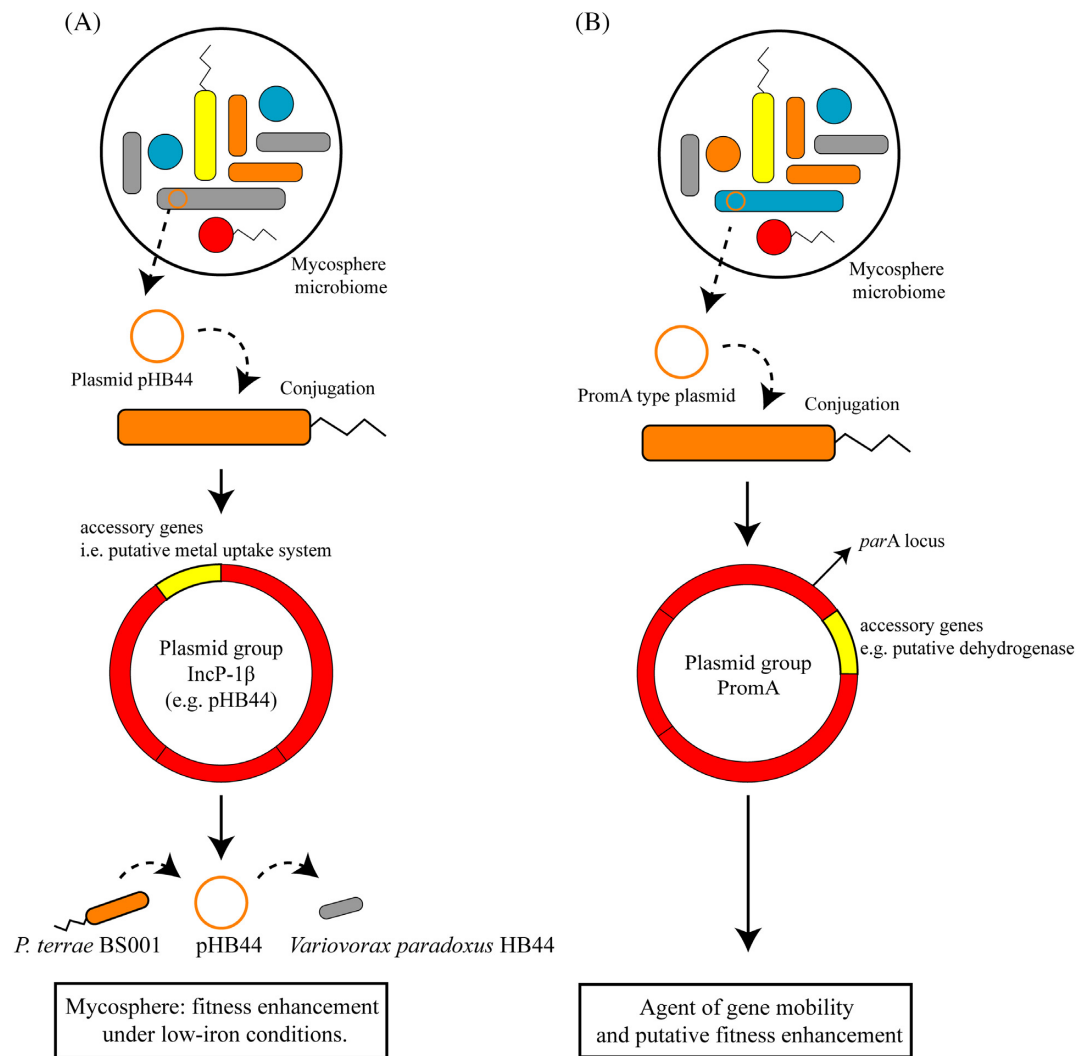 (A)
Mycosphere
microbiome
Plasmid pHB44
Conjugation
accessory genes
i.e. putative metal uptake system
Plasmid group
IncP-1β
(e.g. pHB44)
P. terrae BS001
pHB44
Variovorax paradoxus HB44
Mycosphere: fitness enhancement
under low-iron conditions.
(B)
Mycosphere
microbiome
PromA type plasmid
Conjugation
parA locus
accessory genes
e.g. putative dehydrogenase
Plasmid group
PromA
Agent of gene mobility
and putative fitness enhancement